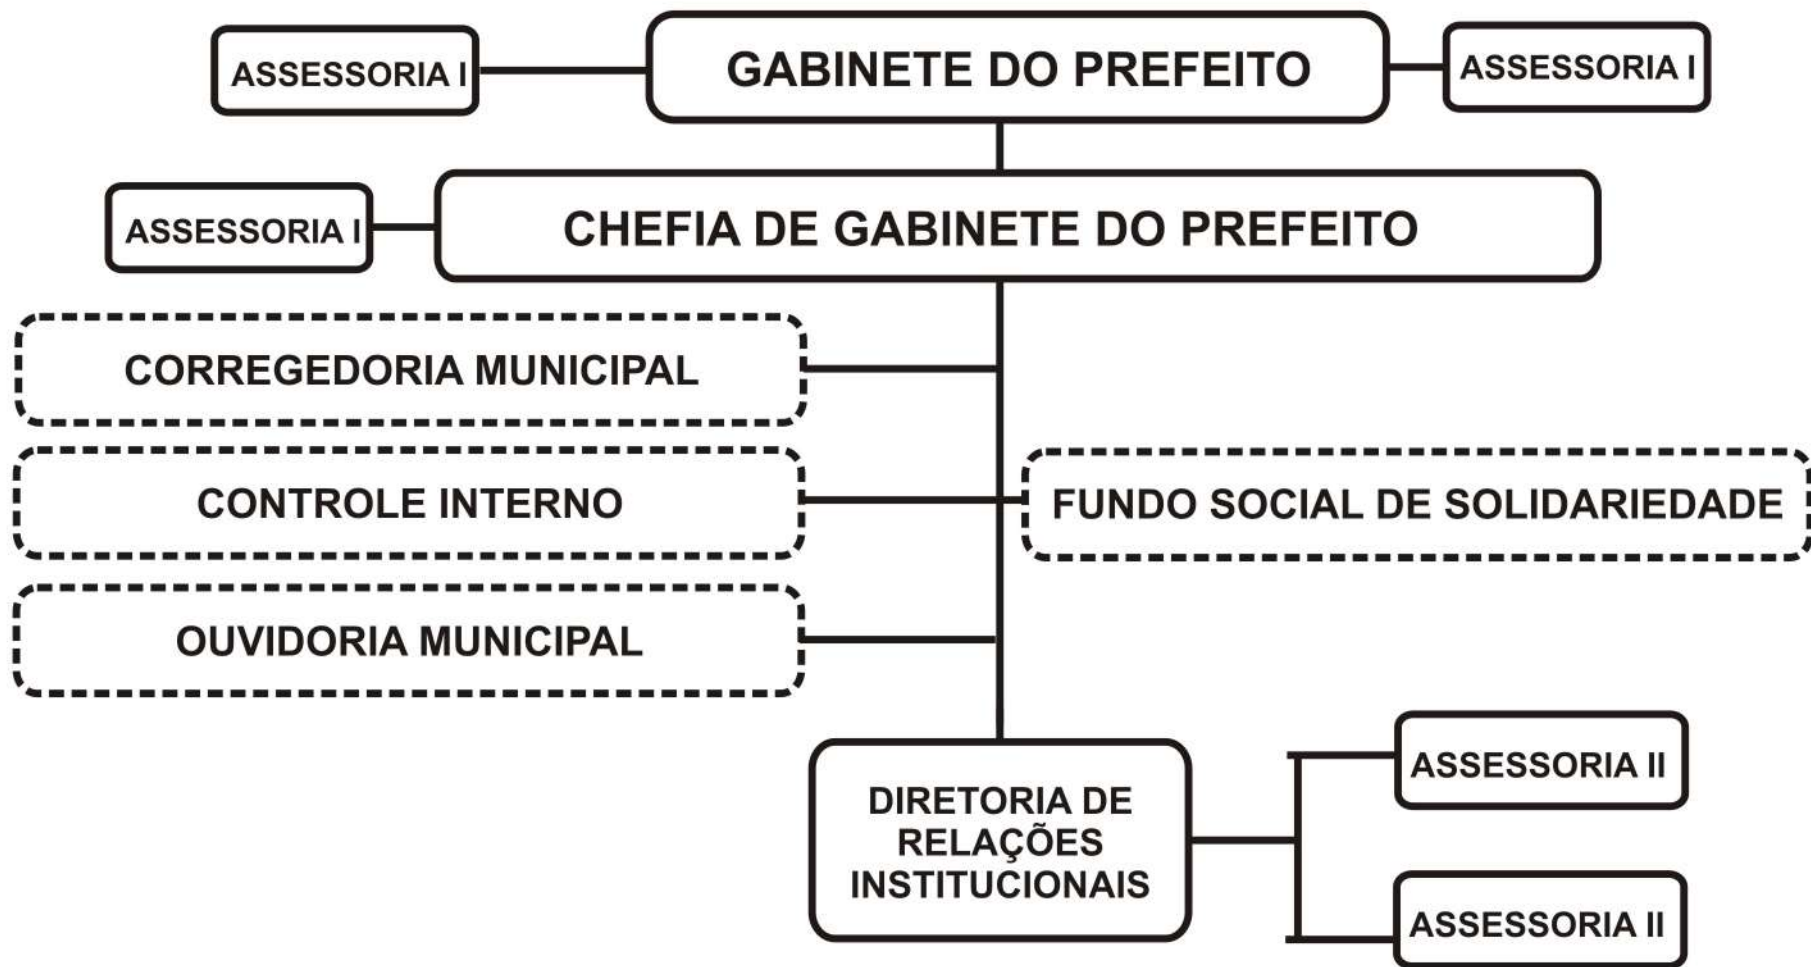 ASSESSORIA I
GABINETE DO PREFEITO
ASSESSORIA I
ASSESSORIA I
CHEFIA DE GABINETE DO PREFEITO
CORREGEDORIA MUNICIPAL
CONTROLE INTERNO
FUNDO SOCIAL DE SOLIDARIEDADE
OUVIDORIA MUNICIPAL
DIRETORIA DE
RELAÇÕES
INSTITUCIONAIS
ASSESSORIA II
ASSESSORIA II